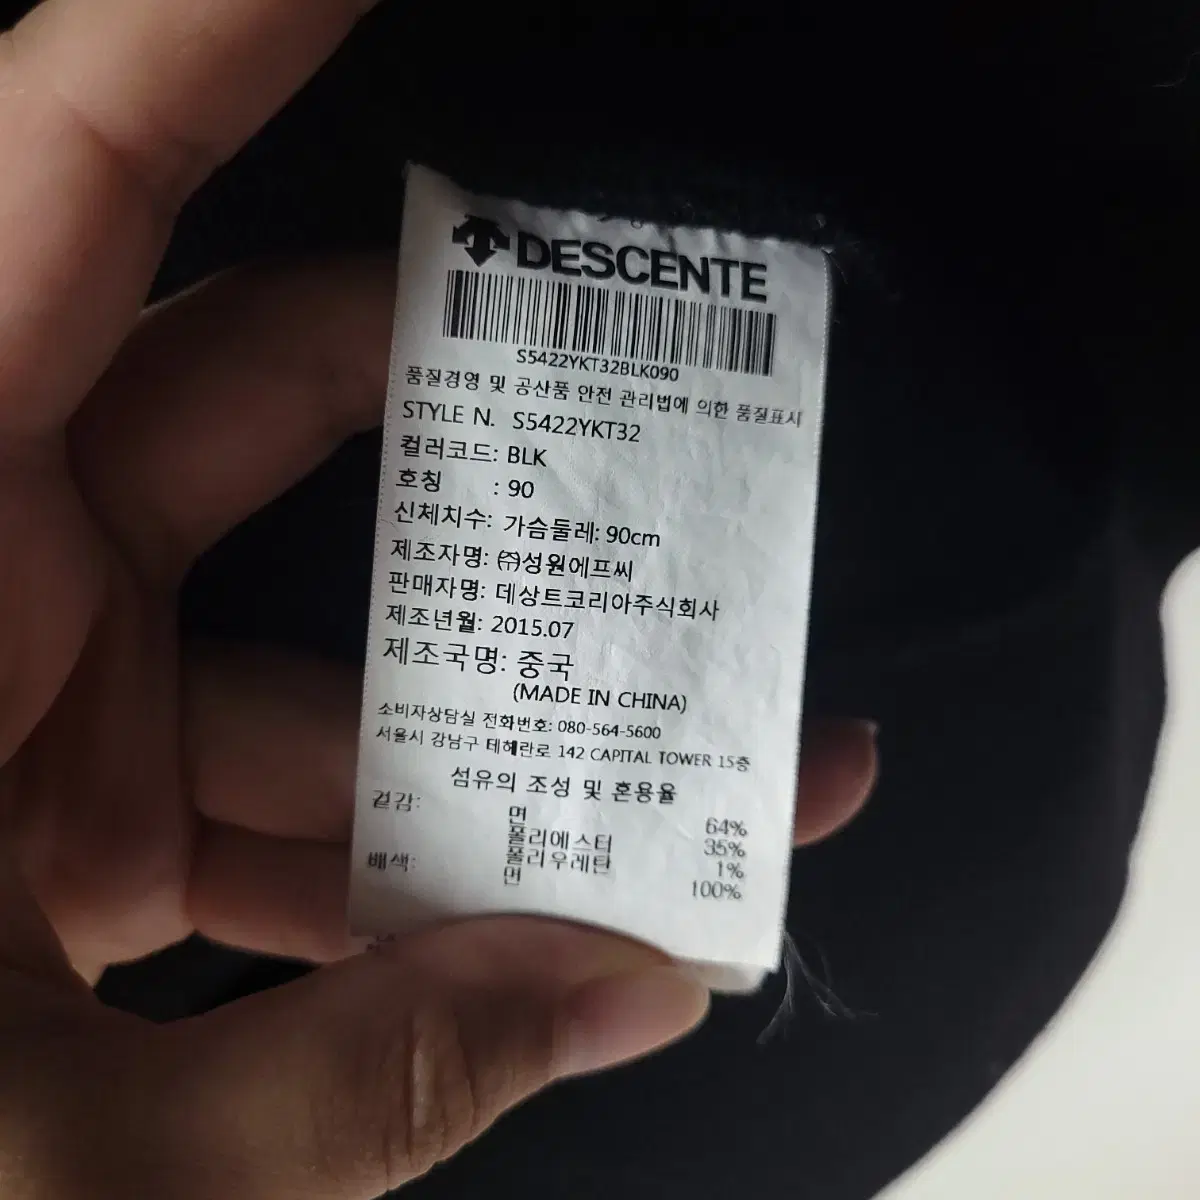 DESCENTE
S5422YKT32BLK090
품질경영 및 공산품 안전 관리법에 의한 품질표시
STYLE N. S5422YKT32
컬러코드: BLK
호칭 : 90
신체치수: 가슴둘레: 90cm
제조자명: ㈜성원에프씨
판매자명: 데상트코리아주식회사
제조년월: 2015.07
제조국명: 중국
(MADE IN CHINA)
소비자상담실 전화번호: 080-564-5600
서울시 강남구 테헤란로 142 CAPITAL TOWER 15층
섬유의 조성 및 혼용율
겉감: 면 64%
폴리에스터 35%
폴리우레탄 1%
배색: 면 100%